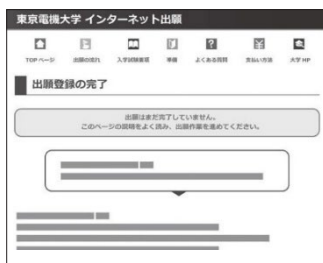 東京電機大学 インターネット出願
TOPページ
出願の流れ
入学試験要項
準備
よくある質問
支払い方法
大学HP
出願登録の完了
出願はまだ完了していません。
このページの説明をよく読み、出願作業を進めてください。